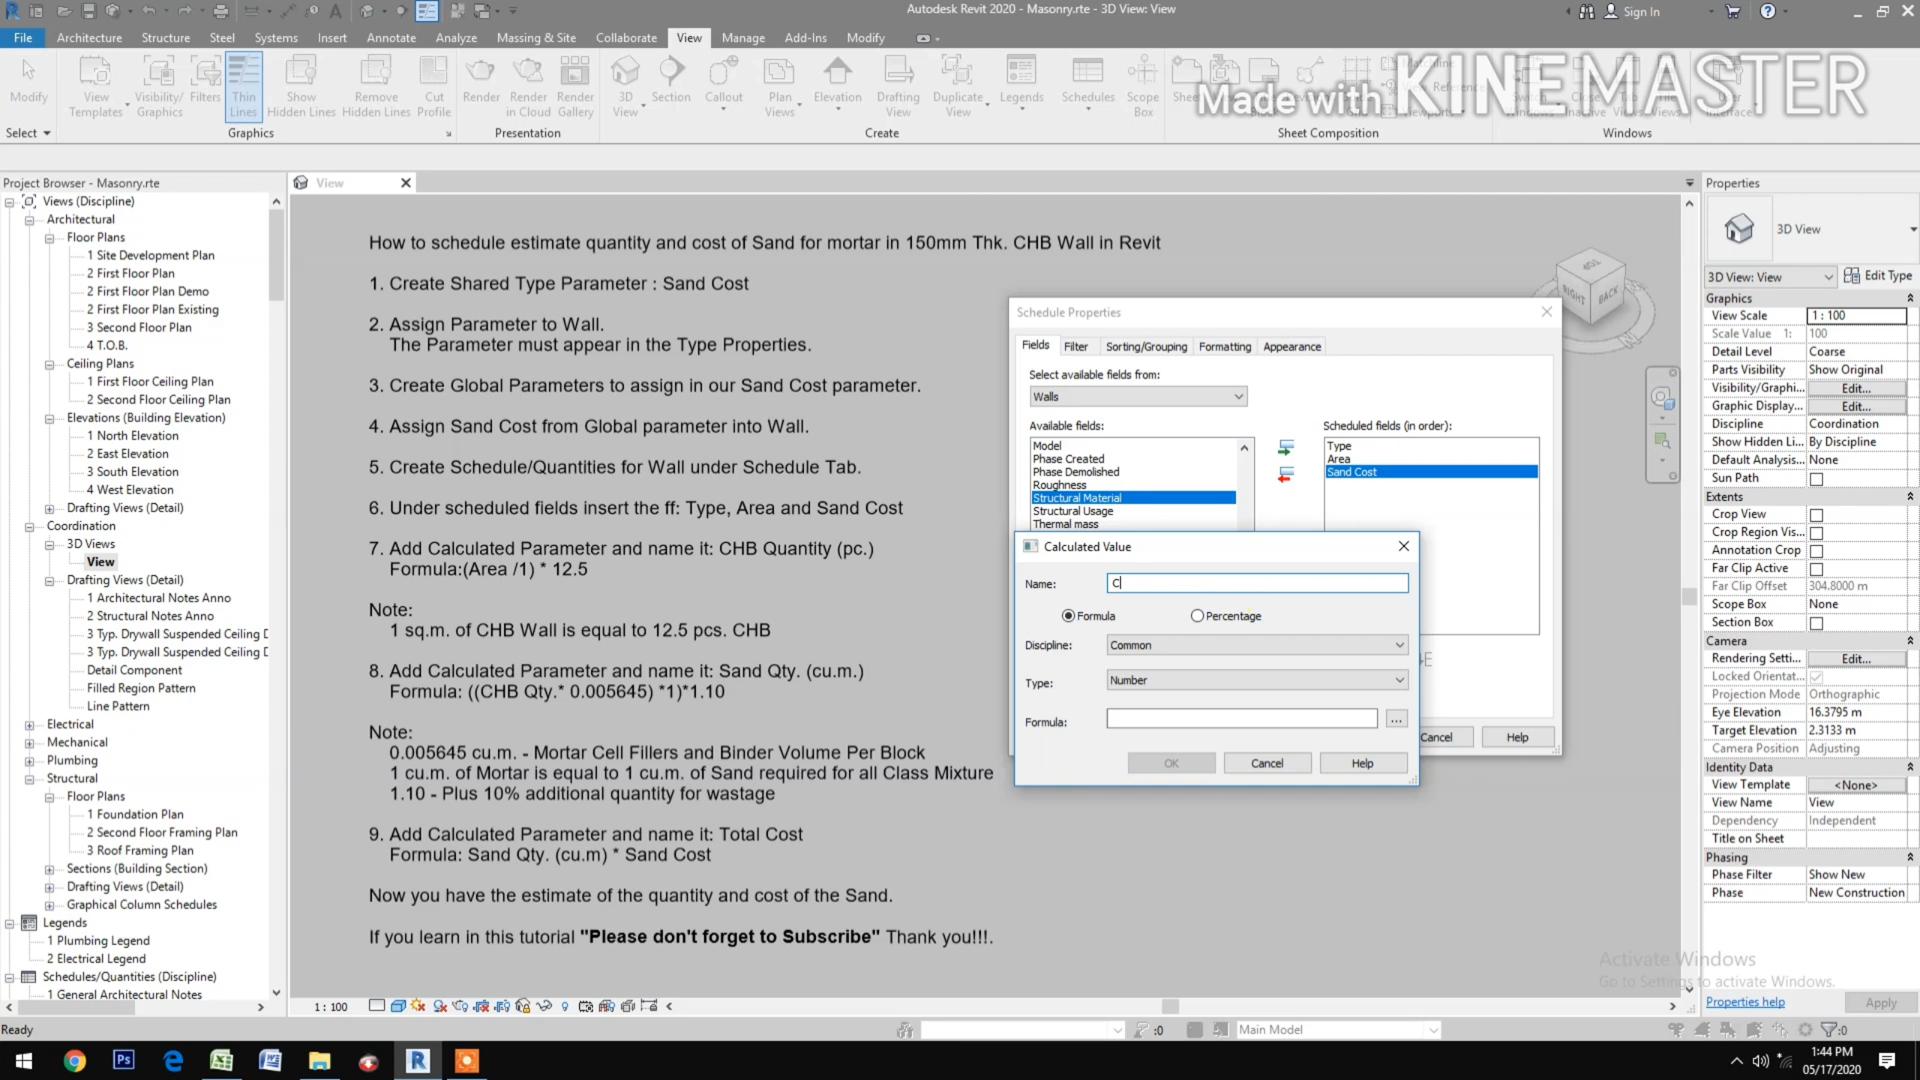 Autodesk Revit 2020 - Masonry.rte - 3D View: View
Sign In
File Architecture Structure Steel Systems Insert Annotate Analyze Massing & Site Collaborate View Manage Add-Ins Modify
Modify
View Templates
Visibility/ Graphics
Filters
Thin Lines
Show Hidden Lines
Remove Hidden Lines
Cut Profile
Render
Render in Cloud
Render Gallery
3D View
Section
Callout
Plan Views
Elevation
Drafting View
Duplicate View
Legends
Schedules
Scope Box
Made with KINEMASTER
Select
Graphics
Presentation
Create
Sheet Composition
Windows
Project Browser - Masonry.rte
Views (Discipline)
Architectural
Floor Plans
1 Site Development Plan
2 First Floor Plan
2 First Floor Plan Demo
2 First Floor Plan Existing
3 Second Floor Plan
4 T.O.B.
Ceiling Plans
1 First Floor Ceiling Plan
2 Second Floor Ceiling Plan
Elevations (Building Elevation)
1 North Elevation
2 East Elevation
3 South Elevation
4 West Elevation
Drafting Views (Detail)
Coordination
3D Views
View
Drafting Views (Detail)
1 Architectural Notes Anno
2 Structural Notes Anno
3 Typ. Drywall Suspended Ceiling D
3 Typ. Drywall Suspended Ceiling D
Detail Component
Filled Region Pattern
Line Pattern
Electrical
Mechanical
Plumbing
Structural
Floor Plans
1 Foundation Plan
2 Second Floor Framing Plan
3 Roof Framing Plan
Sections (Building Section)
Drafting Views (Detail)
Graphical Column Schedules
Legends
1 Plumbing Legend
2 Electrical Legend
Schedules/Quantities (Discipline)
1 General Architectural Notes
View
How to schedule estimate quantity and cost of Sand for mortar in 150mm Thk. CHB Wall in Revit
1. Create Shared Type Parameter : Sand Cost
2. Assign Parameter to Wall.
The Parameter must appear in the Type Properties.
3. Create Global Parameters to assign in our Sand Cost parameter.
4. Assign Sand Cost from Global parameter into Wall.
5. Create Schedule/Quantities for Wall under Schedule Tab.
6. Under scheduled fields insert the ff: Type, Area and Sand Cost
7. Add Calculated Parameter and name it: CHB Quantity (pc.)
Formula:(Area /1) * 12.5
Note:
1 sq.m. of CHB Wall is equal to 12.5 pcs. CHB
8. Add Calculated Parameter and name it: Sand Qty. (cu.m.)
Formula: ((CHB Qty.* 0.005645) *1)*1.10
Note:
0.005645 cu.m. - Mortar Cell Fillers and Binder Volume Per Block
1 cu.m. of Mortar is equal to 1 cu.m. of Sand required for all Class Mixture
1.10 - Plus 10% additional quantity for wastage
9. Add Calculated Parameter and name it: Total Cost
Formula: Sand Qty. (cu.m) * Sand Cost
Now you have the estimate of the quantity and cost of the Sand.
If you learn in this tutorial "Please don't forget to Subscribe" Thank you!!!.
RIGHT
BACK
Schedule Properties
Fields Filter Sorting/Grouping Formatting Appearance
Select available fields from:
Walls
Available fields:
Scheduled fields (in order):
Model
Phase Created
Phase Demolished
Roughness
Structural Material
Structural Usage
Thermal mass
Type
Area
Sand Cost
Cancel
Help
Calculated Value
Name: C
Formula
Percentage
Discipline: Common
Type: Number
Formula:
...
OK
Cancel
Help
Properties
3D View
3D View: View
Edit Type
Graphics
View Scale 1 : 100
Scale Value 1: 100
Detail Level Coarse
Parts Visibility Show Original
Visibility/Graphi... Edit...
Graphic Display... Edit...
Discipline Coordination
Show Hidden Li... By Discipline
Default Analysis... None
Sun Path
Extents
Crop View
Crop Region Vis...
Annotation Crop
Far Clip Active
Far Clip Offset 304.8000 m
Scope Box None
Section Box
Camera
Rendering Setti... Edit...
Locked Orientat...
Projection Mode Orthographic
Eye Elevation 16.3795 m
Target Elevation 2.3133 m
Camera Position Adjusting
Identity Data
View Template <None>
View Name View
Dependency Independent
Title on Sheet
Phasing
Phase Filter Show New
Phase New Construction
Activate Windows
Go to Settings to activate Windows.
Properties help
Apply
1 : 100
Ready
:0
Main Model
:0
1:44 PM
05/17/2020